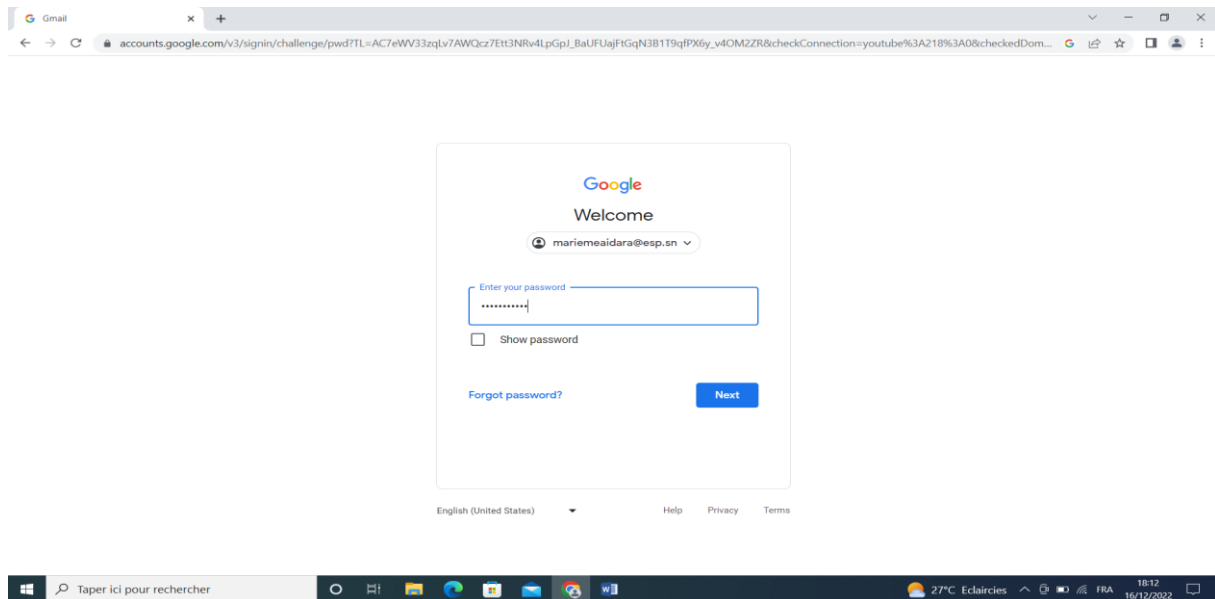 Gmail
accounts.google.com/v3/signin/challenge/pwd?TL=AC7eWV33zqLv7AWQcz7Ett3NRv4LpGpJ_BaUFUajFtGqN3B1T9qfPX6y_v4OM2ZR&checkConnection=youtube%3A218%3A0&checkedDom...
Google
Welcome
mariemeaidara@esp.sn
Enter your password
•••••••••••
Show password
Forgot password?
Next
English (United States)
Help Privacy Terms
Taper ici pour rechercher
27°C Eclaircies
FRA
18:12
16/12/2022